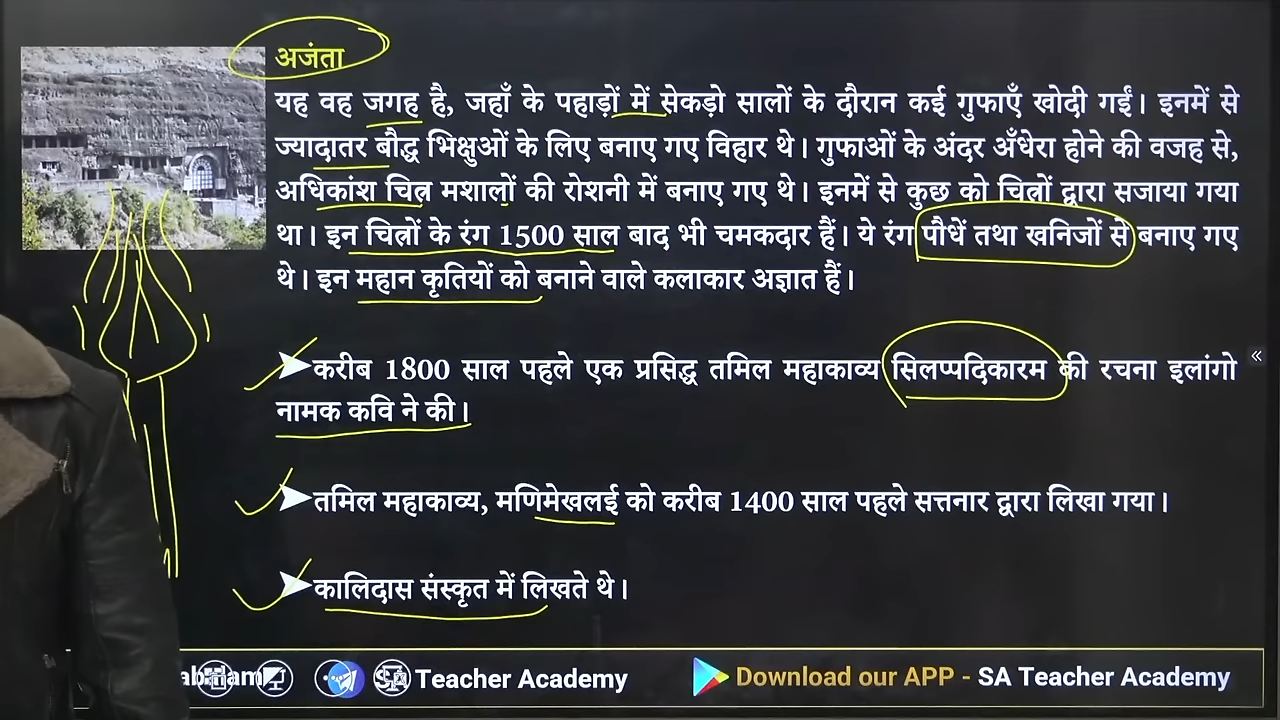 अजंता
यह वह जगह है, जहाँ के पहाड़ों में सेकड़ो सालों के दौरान कई गुफाएँ खोदी गईं। इनमें से
ज्यादातर बौद्ध भिक्षुओं के लिए बनाए गए विहार थे। गुफाओं के अंदर अँधेरा होने की वजह से,
अधिकांश चित्र मशालों की रोशनी में बनाए गए थे। इनमें से कुछ को चित्रों द्वारा सजाया गया
था। इन चित्रों के रंग 1500 साल बाद भी चमकदार हैं। ये रंग पौधें तथा खनिजों से बनाए गए
थे। इन महान कृतियों को बनाने वाले कलाकार अज्ञात हैं।
➤करीब 1800 साल पहले एक प्रसिद्ध तमिल महाकाव्य सिलप्पदिकारम की रचना इलांगो
नामक कवि ने की।
➤तमिल महाकाव्य, मणिमेखलई को करीब 1400 साल पहले सत्तनार द्वारा लिखा गया।
➤कालिदास संस्कृत में लिखते थे।
Teacher Academy
Download our APP - SA Teacher Academy